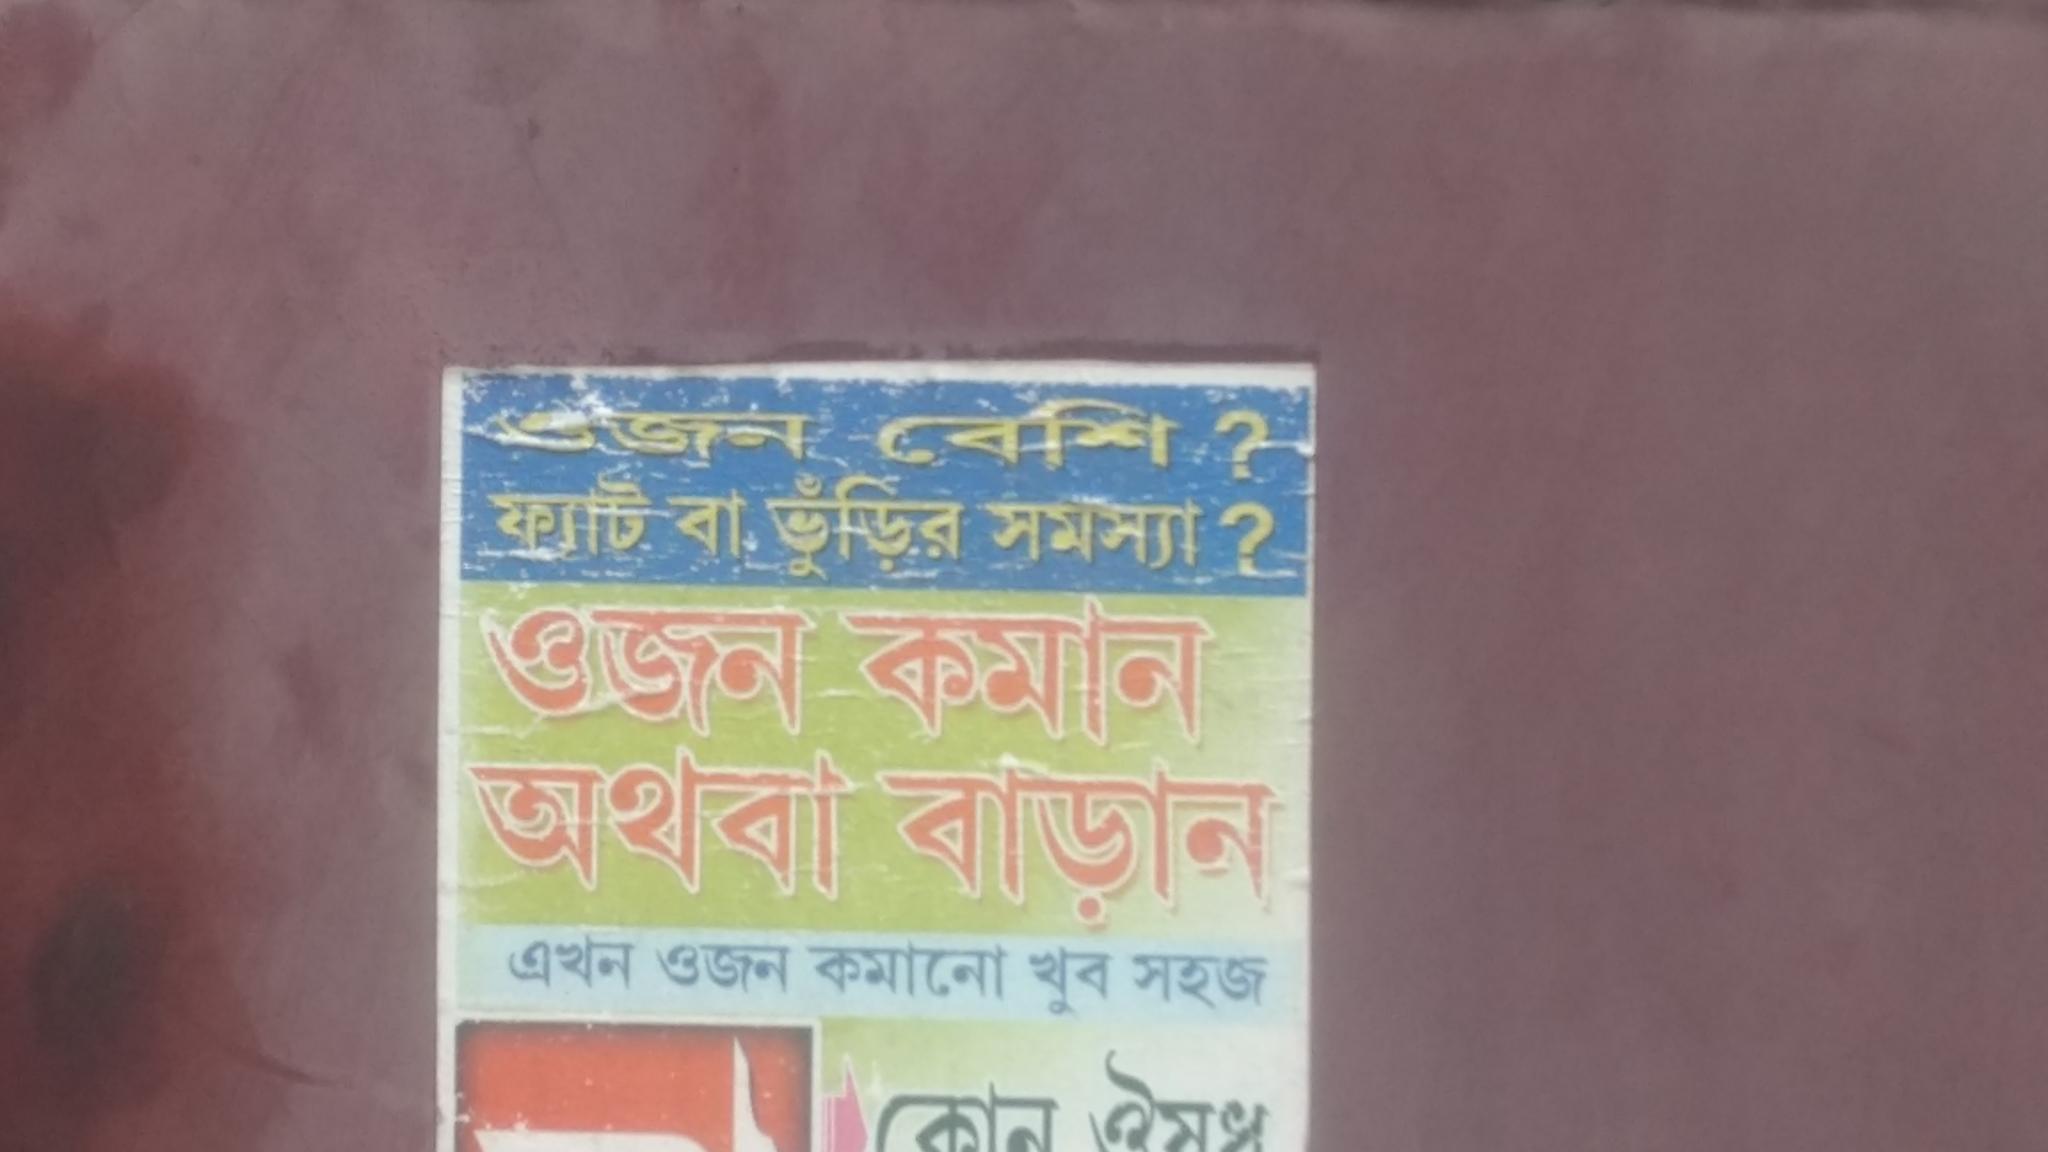 ওজন বেশি ?
ফ্যাট বা ভুঁড়ির সমস্যা ?
ওজন কমান
অথবা বাড়ান
এখন ওজন কমানো খুব সহজ
কোন ঔষধ